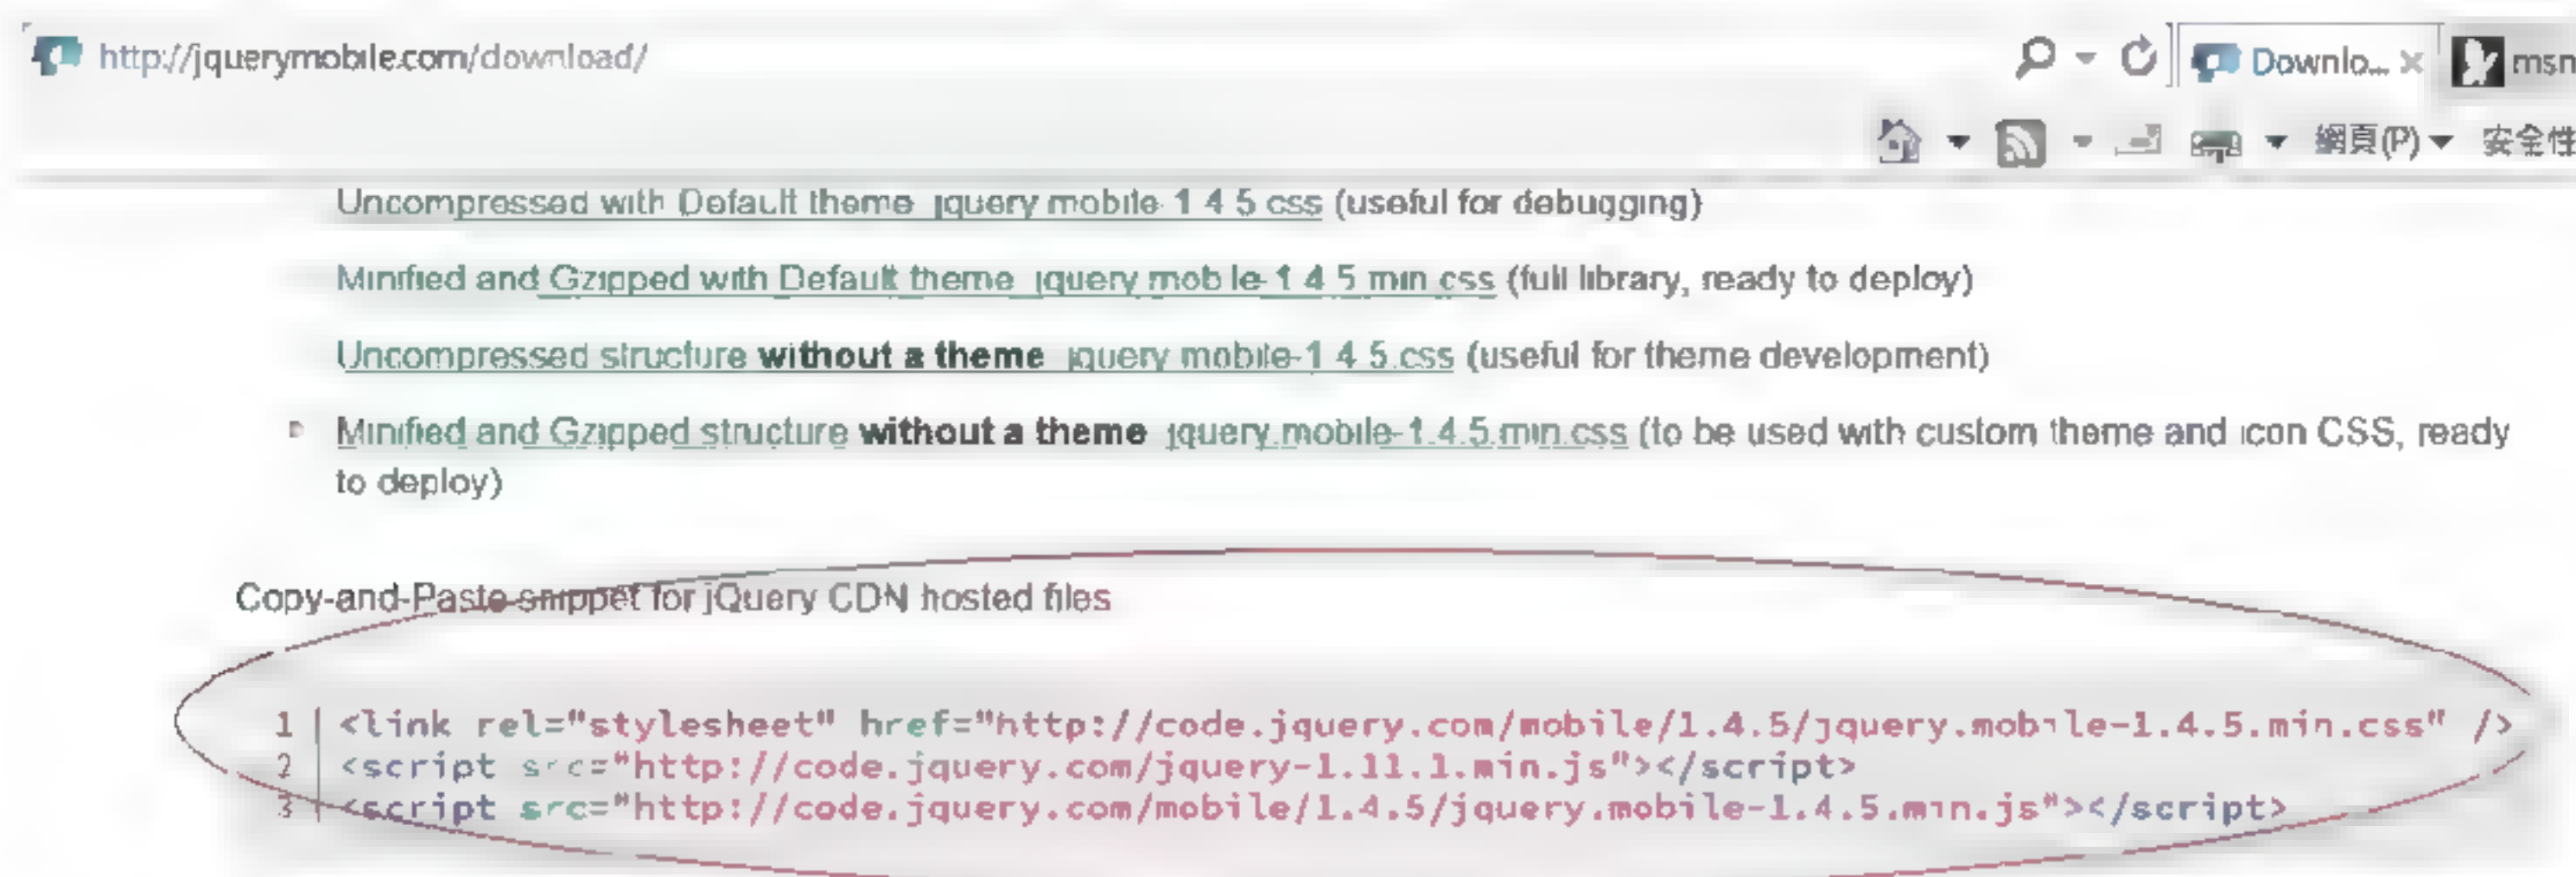 http://jquerymobile.com/download/
Downlo... × msn
網頁(P) 安全性
Uncompressed with Default theme jquery mobile-1 4 5 css (useful for debugging)
Minified and Gzipped with Default theme jquery mobile-1 4 5 min css (full library, ready to deploy)
Uncompressed structure without a theme jquery mobile-1 4 5.css (useful for theme development)
Minified and Gzipped structure without a theme jquery.mobile-1.4.5.min.css (to be used with custom theme and icon CSS, ready
to deploy)
Copy-and-Paste snippet for jQuery CDN hosted files
1 <link rel="stylesheet" href="http://code.jquery.com/mobile/1.4.5/jquery.mobile-1.4.5.min.css" />
2 <script src="http://code.jquery.com/jquery-1.11.1.min.js"></script>
3 <script src="http://code.jquery.com/mobile/1.4.5/jquery.mobile-1.4.5.min.js"></script>